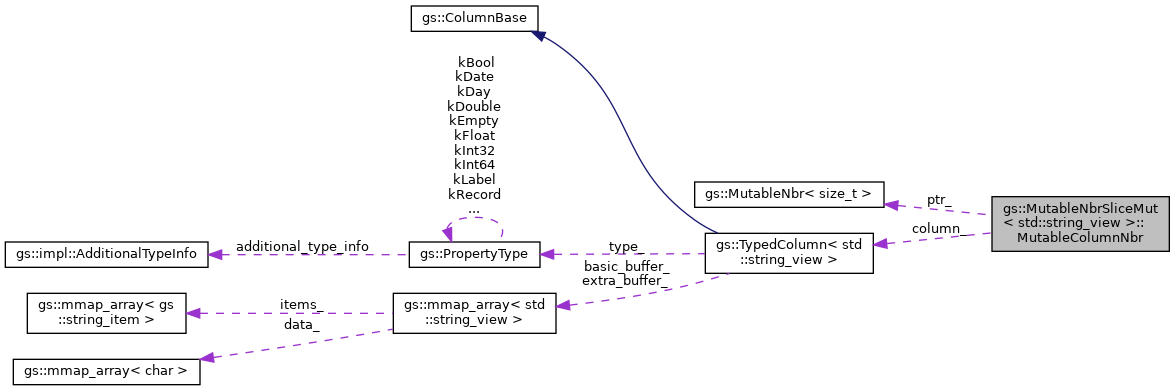 gs::ColumnBase
kBool
kDate
kDay
kDouble
kEmpty
kFloat
kInt32
kInt64
kLabel
kRecord
...
gs::MutableNbr< size_t >
ptr_
gs::MutableNbrSliceMut
< std::string_view >::
MutableColumnNbr
column_
gs::TypedColumn< std
::string_view >
type_
gs::PropertyType
additional_type_info
gs::impl::AdditionalTypeInfo
basic_buffer_
extra_buffer_
gs::mmap_array< std
::string_view >
items_
gs::mmap_array< gs
::string_item >
data_
gs::mmap_array< char >